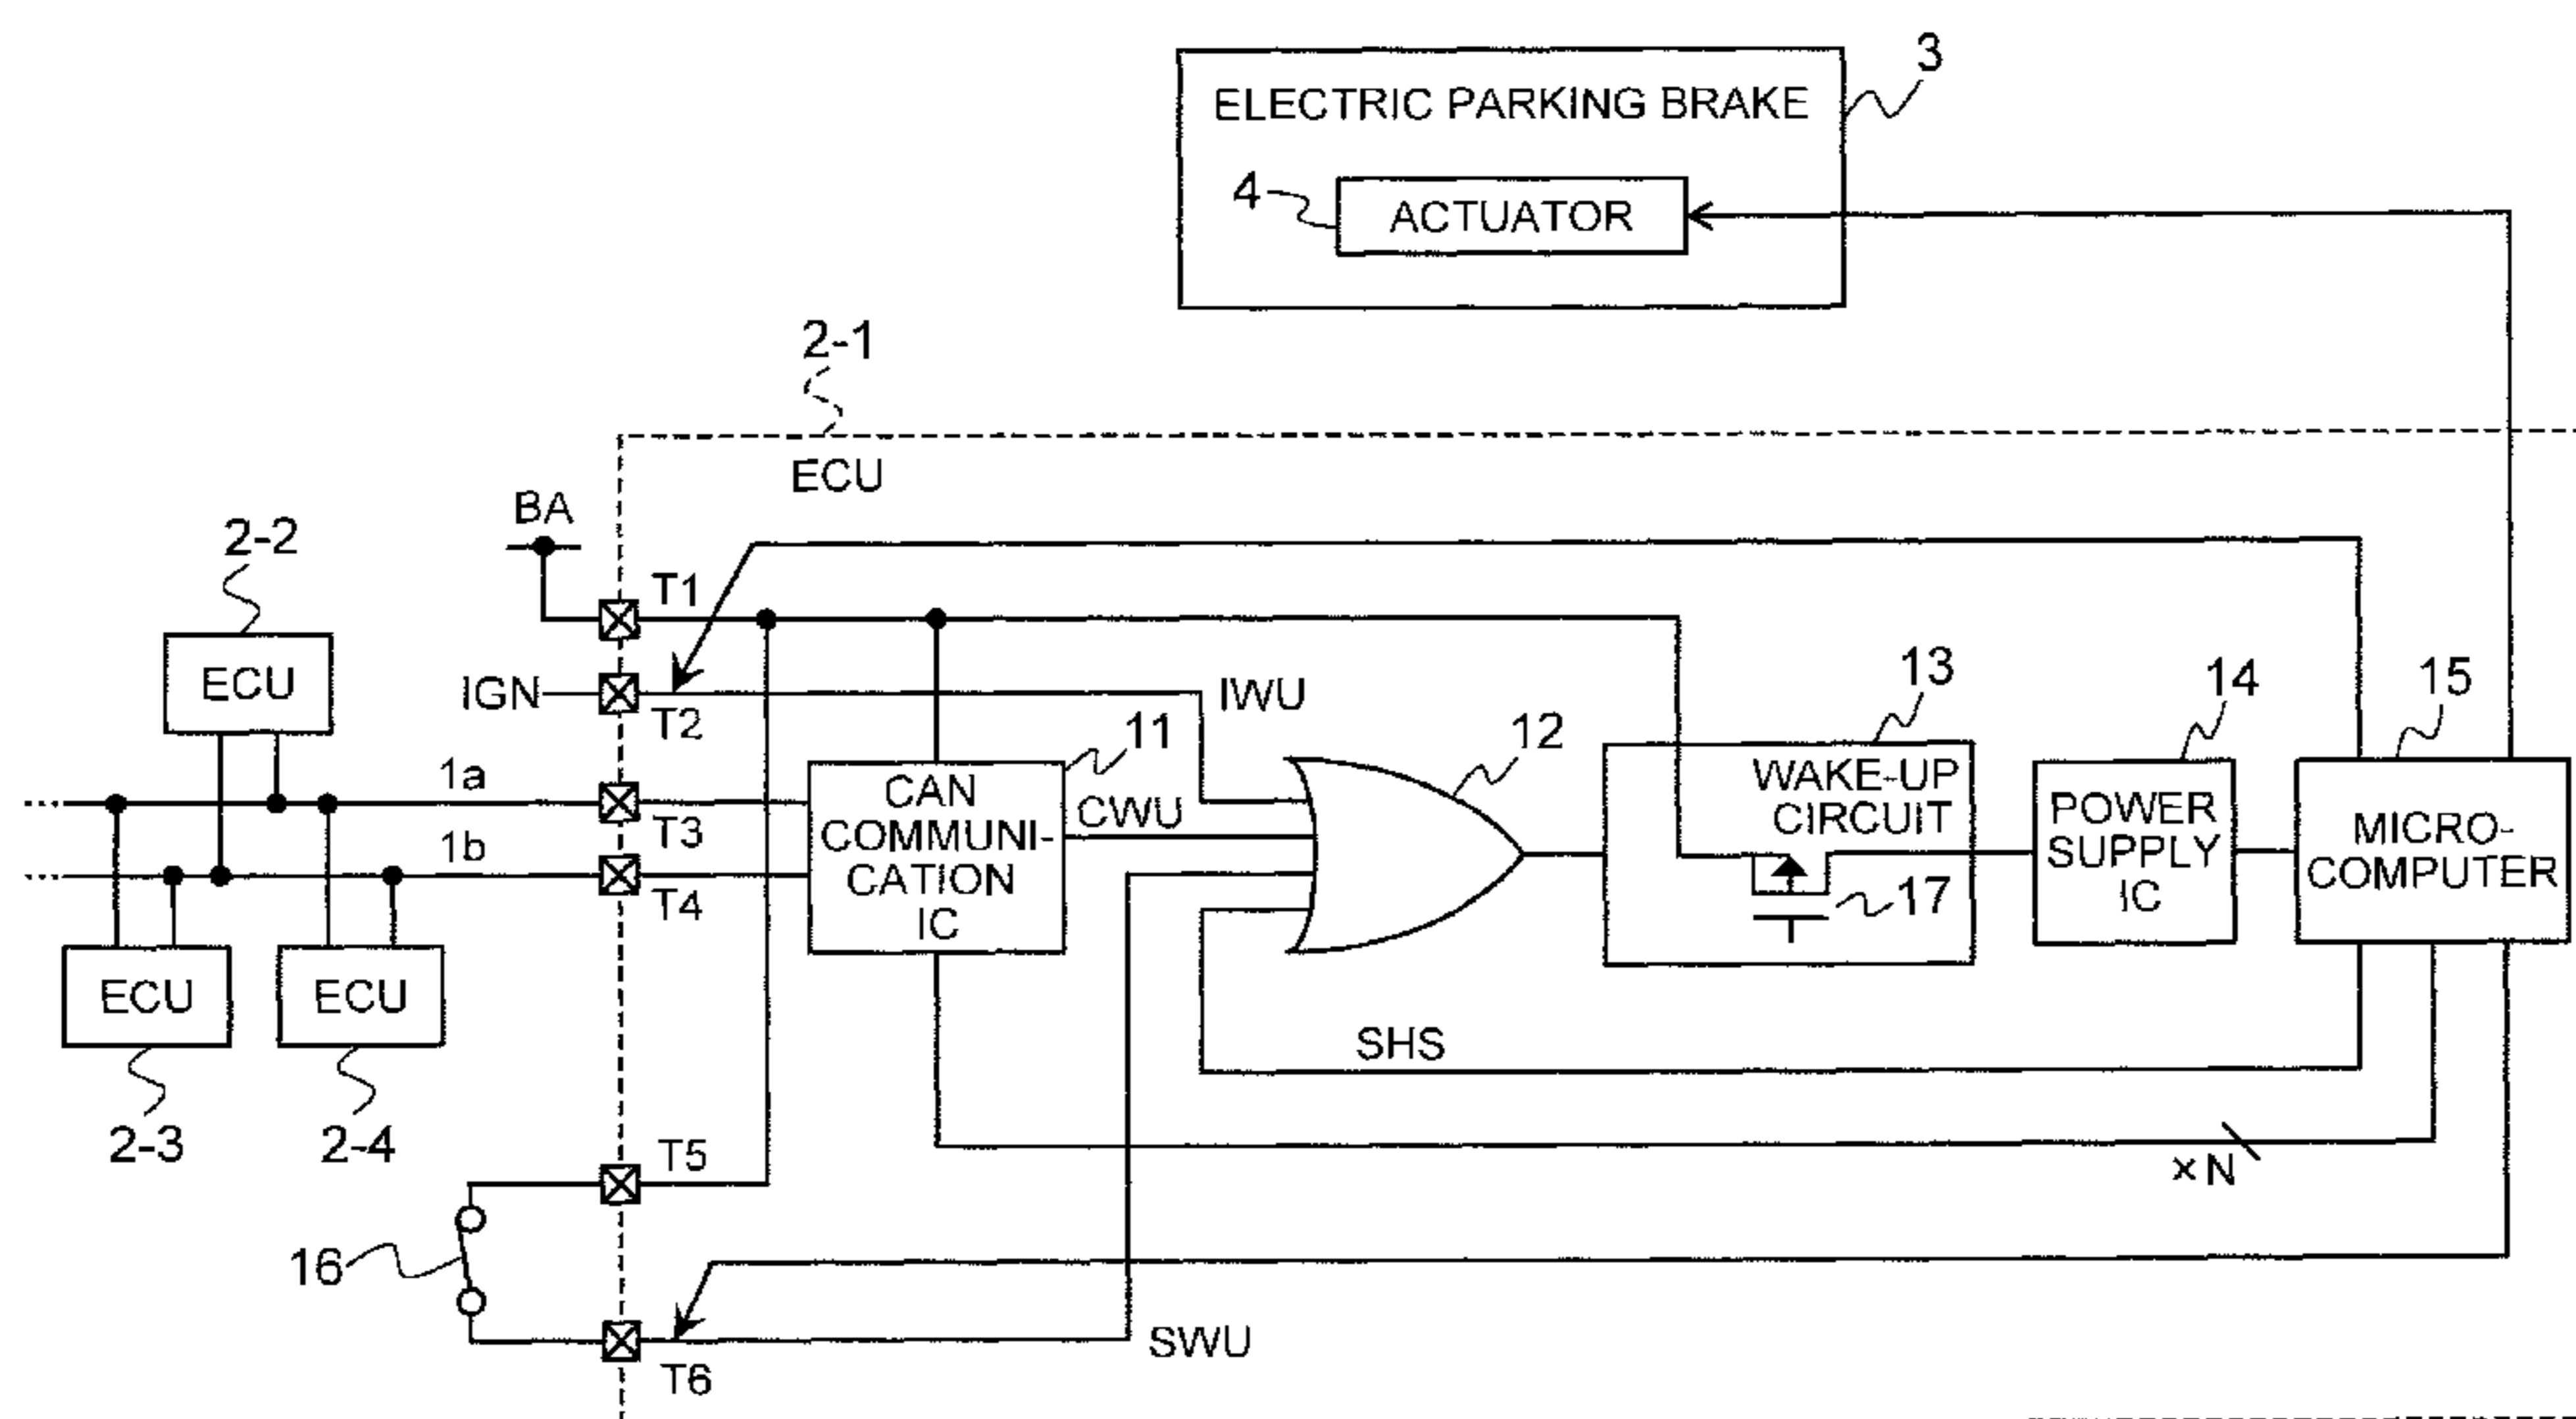 3
ELECTRIC PARKING BRAKE
4
ACTUATOR
2-1
ECU
BA
2-2
T1
ECU
IGN
T2
IWU
13
14
15
11
12
1a
T3
CAN
COMMUNI-
CATION
IC
CWU
WAKE-UP
CIRCUIT
POWER
SUPPLY
IC
MICRO-
COMPUTER
1b
T4
17
ECU
ECU
SHS
2-3
2-4
T5
×N
16
SWU
T6